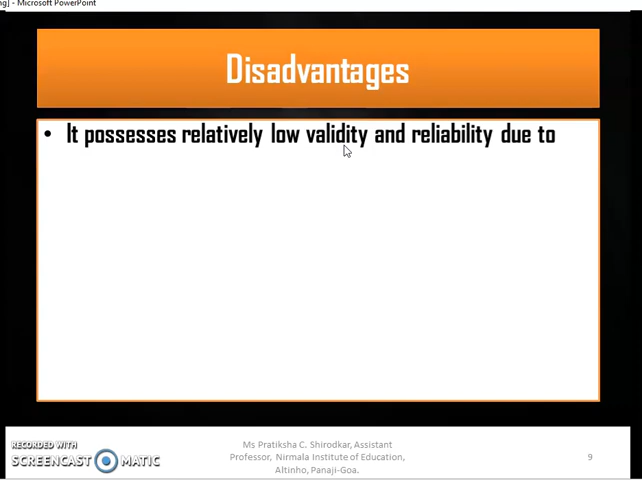 ng] - Microsoft PowerPoint
Disadvantages
• It possesses relatively low validity and reliability due to
RECORDED WITH
SCREENCAST MATIC
Ms Pratiksha C. Shirodkar, Assistant
Professor, Nirmala Institute of Education,
Altinho, Panaji-Goa.
9